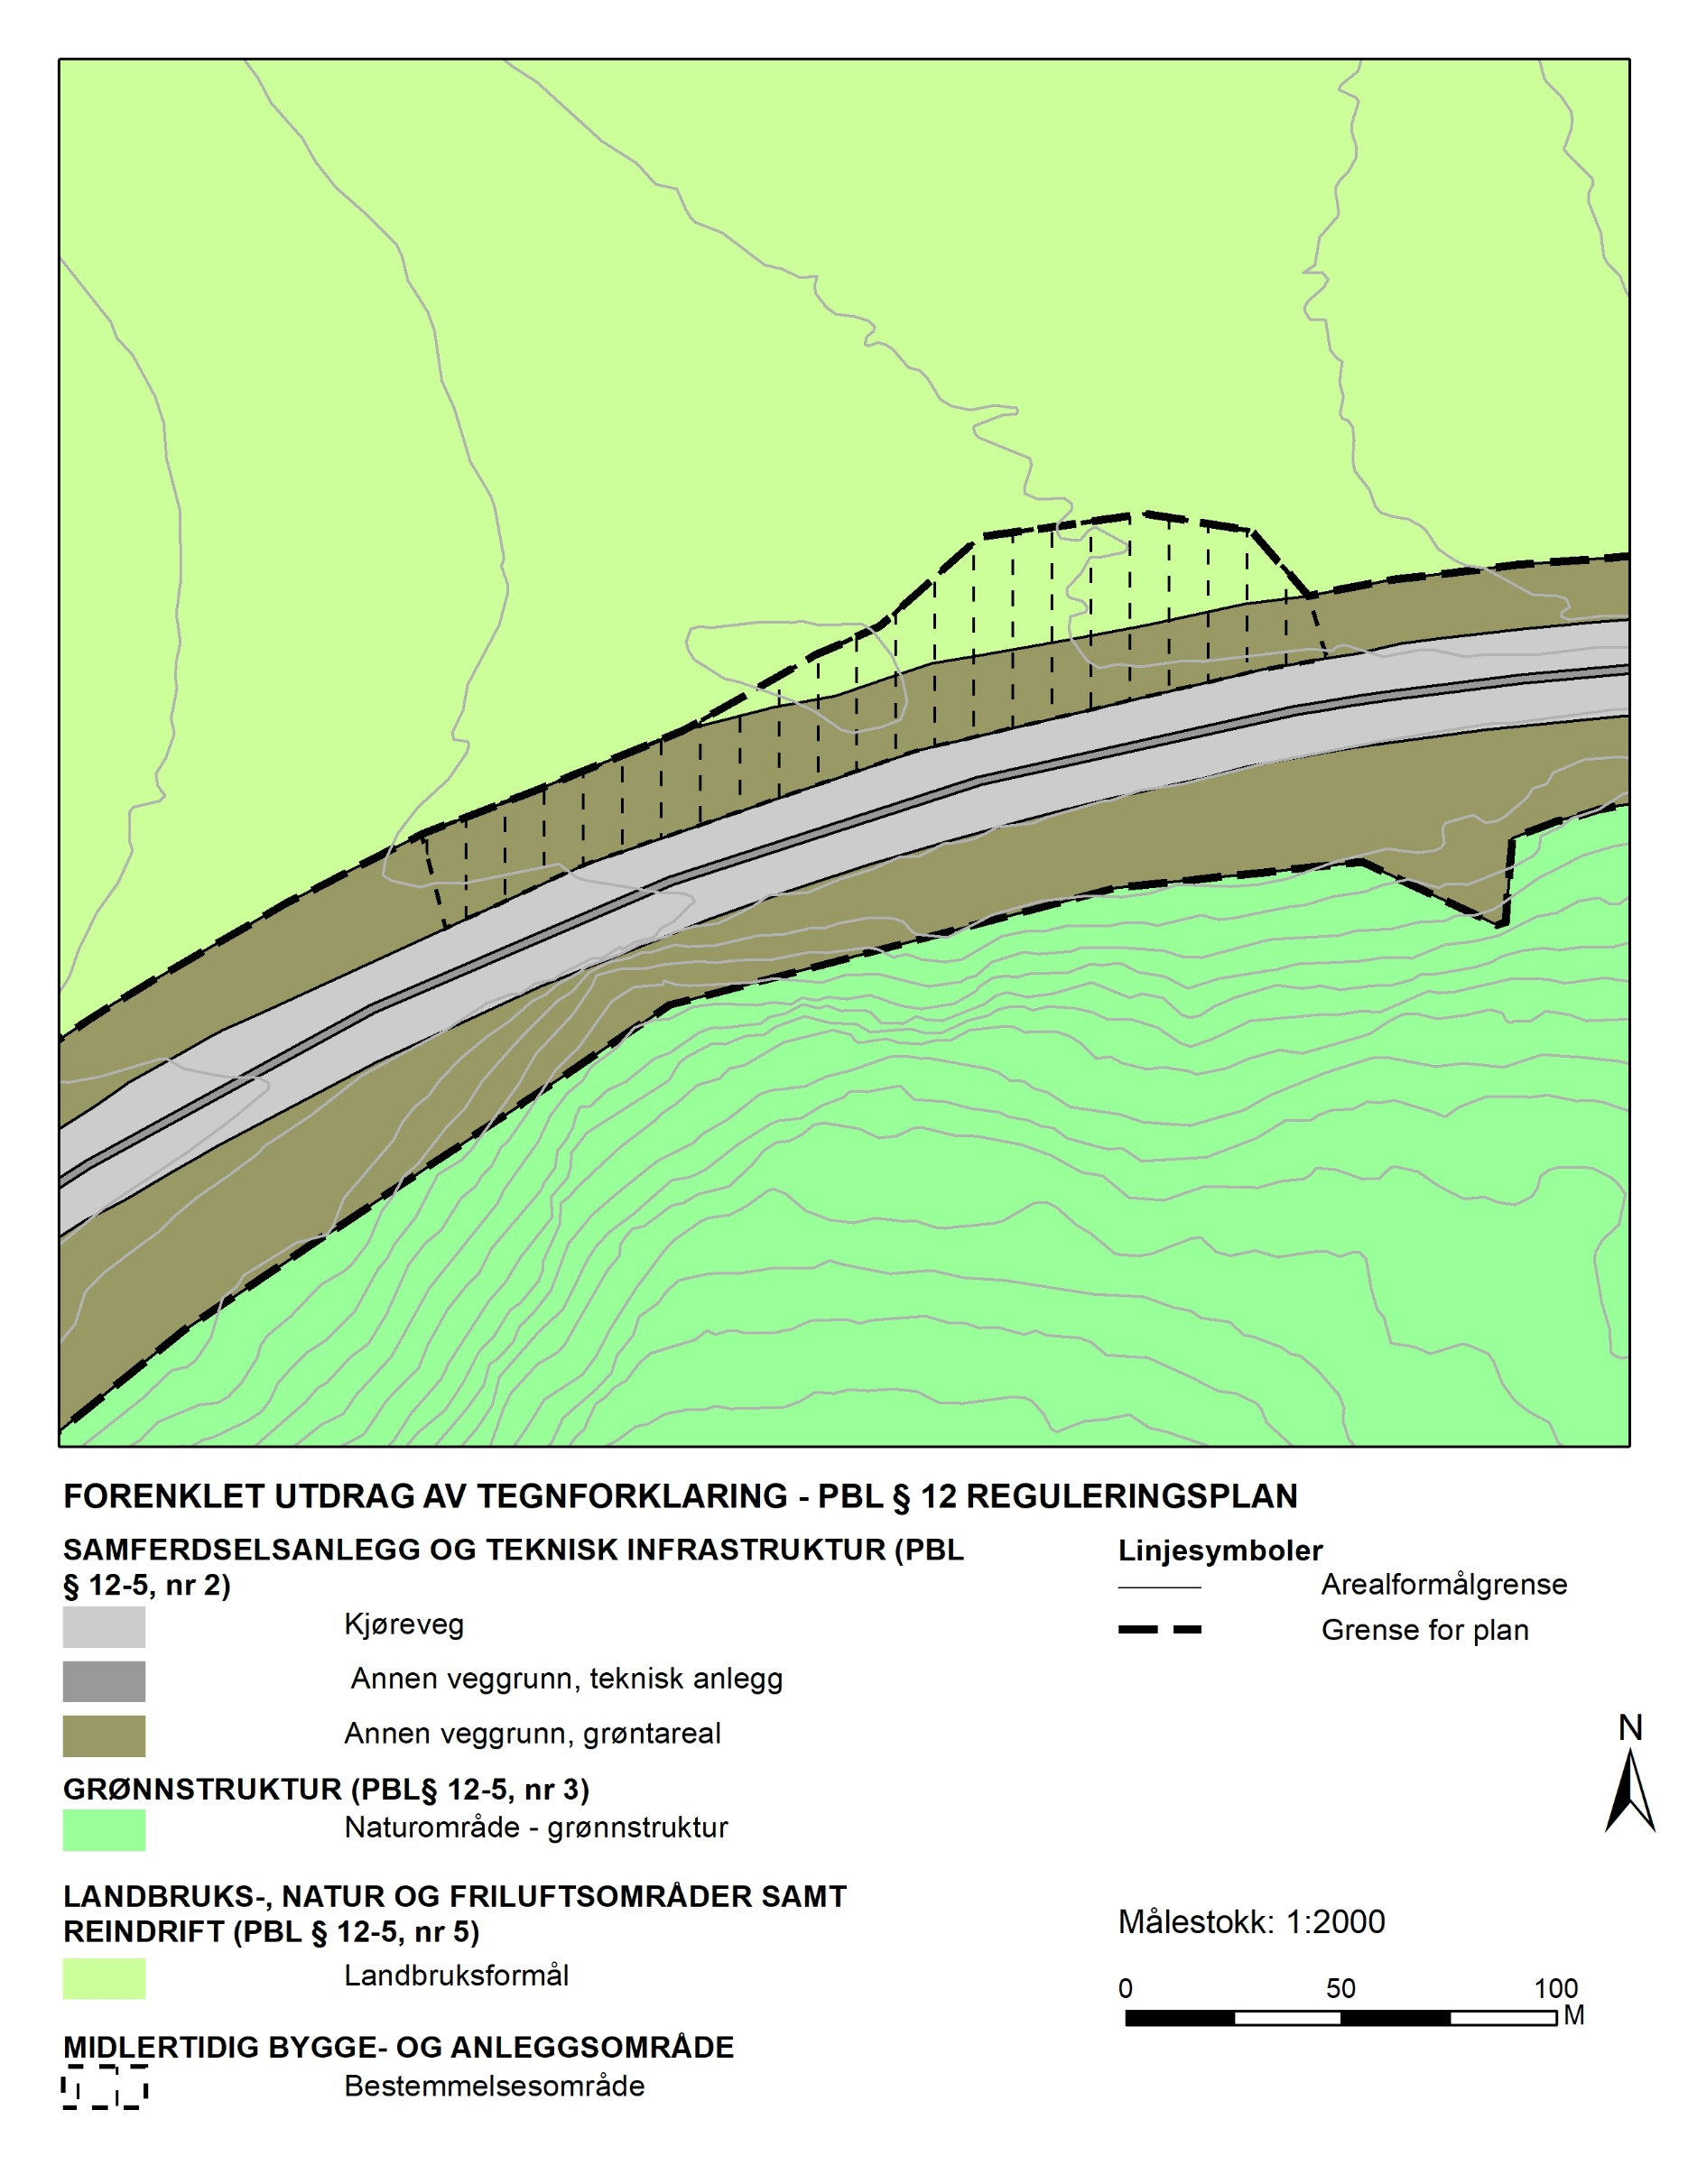 FORENKLET UTDRAG AV TEGNFORKLARING - PBL § 12 REGULERINGSPLAN
SAMFERDSELSANLEGG OG TEKNISK INFRASTRUKTUR (PBL
§ 12-5, nr 2)
Kjøreveg
Annen veggrunn, teknisk anlegg
Annen veggrunn, grøntareal
GRØNNSTRUKTUR (PBL§ 12-5, nr 3)
Naturområde - grønnstruktur
LANDBRUKS-, NATUR OG FRILUFTSOMRÅDER SAMT
REINDRIFT (PBL § 12-5, nr 5)
Landbruksformål
MIDLERTIDIG BYGGE- OG ANLEGGSOMRÅDE
Bestemmelsesområde
Linjesymboler
Arealformålgrense
Grense for plan
N
Målestokk: 1:2000
0 50 100
M